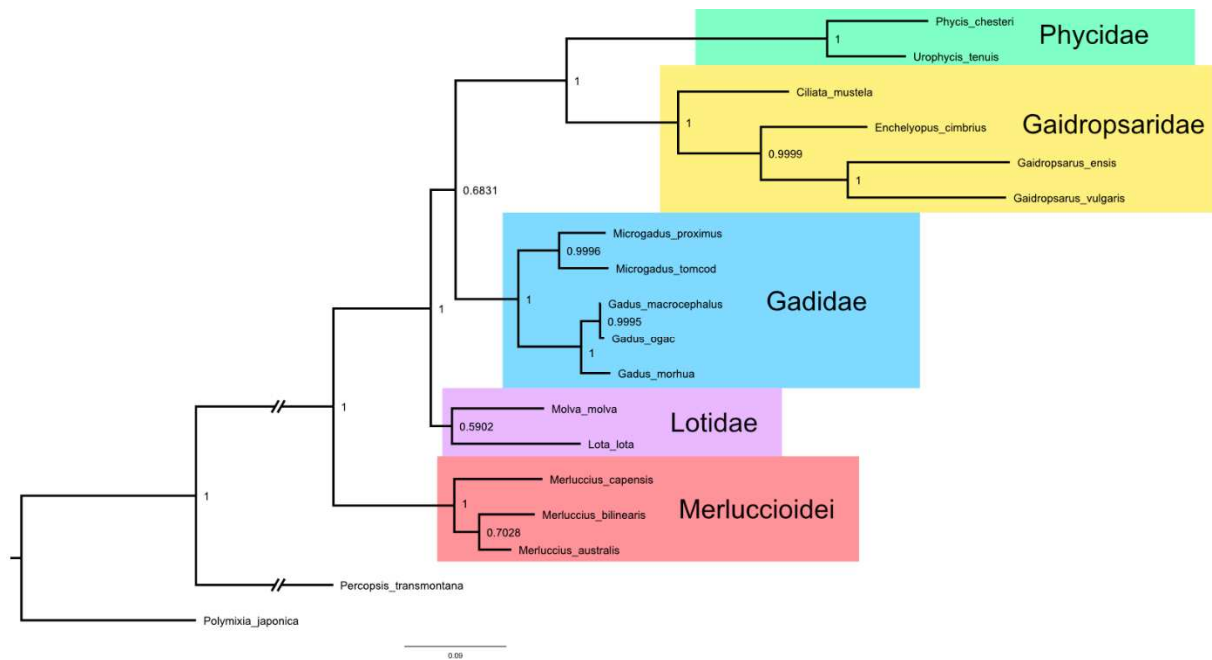 Phycis_chesteri
Phycidae
1
Urophycis_tenuis
1
Ciliata_mustela
1
Enchelyopus_cimbrius
Gaidropsaridae
0.9999
Gaidropsarus_ensis
1
0.6831
Gaidropsarus_vulgaris
Microgadus_proximus
0.9996
Microgadus_tomcod
1
Gadus_macrocephalus
Gadidae
1
0.9995
Gadus_ogac
1
Gadus_morhua
1
Molva_molva
Lotidae
0.5902
Lota_lota
Merluccius_capensis
1
1
Merluccius_bilinearis
Merluccioidei
0.7028
Merluccius_australis
Percopsis_transmontana
Polymixia_japonica
0.09